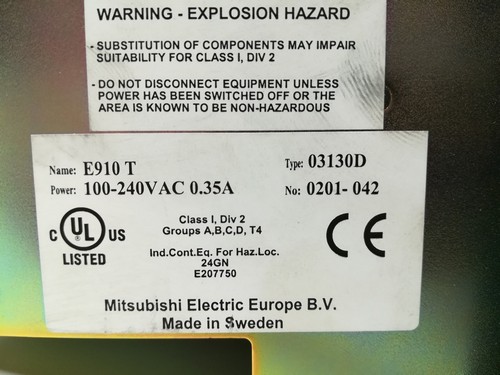 WARNING - EXPLOSION HAZARD
- SUBSTITUTION OF COMPONENTS MAY IMPAIR
SUITABILITY FOR CLASS I, DIV 2
- DO NOT DISCONNECT EQUIPMENT UNLESS
POWER HAS BEEN SWITCHED OFF OR THE
AREA IS KNOWN TO BE NON-HAZARDOUS
Name: E910 T
Type: 03130D
Power: 100-240VAC 0.35A
No: 0201- 042
C UL US
LISTED
Class I, Div 2
Groups A,B,C,D, T4
Ind.Cont.Eq. For Haz.Loc.
24GN
E207750
CE
Mitsubishi Electric Europe B.V.
Made in Sweden